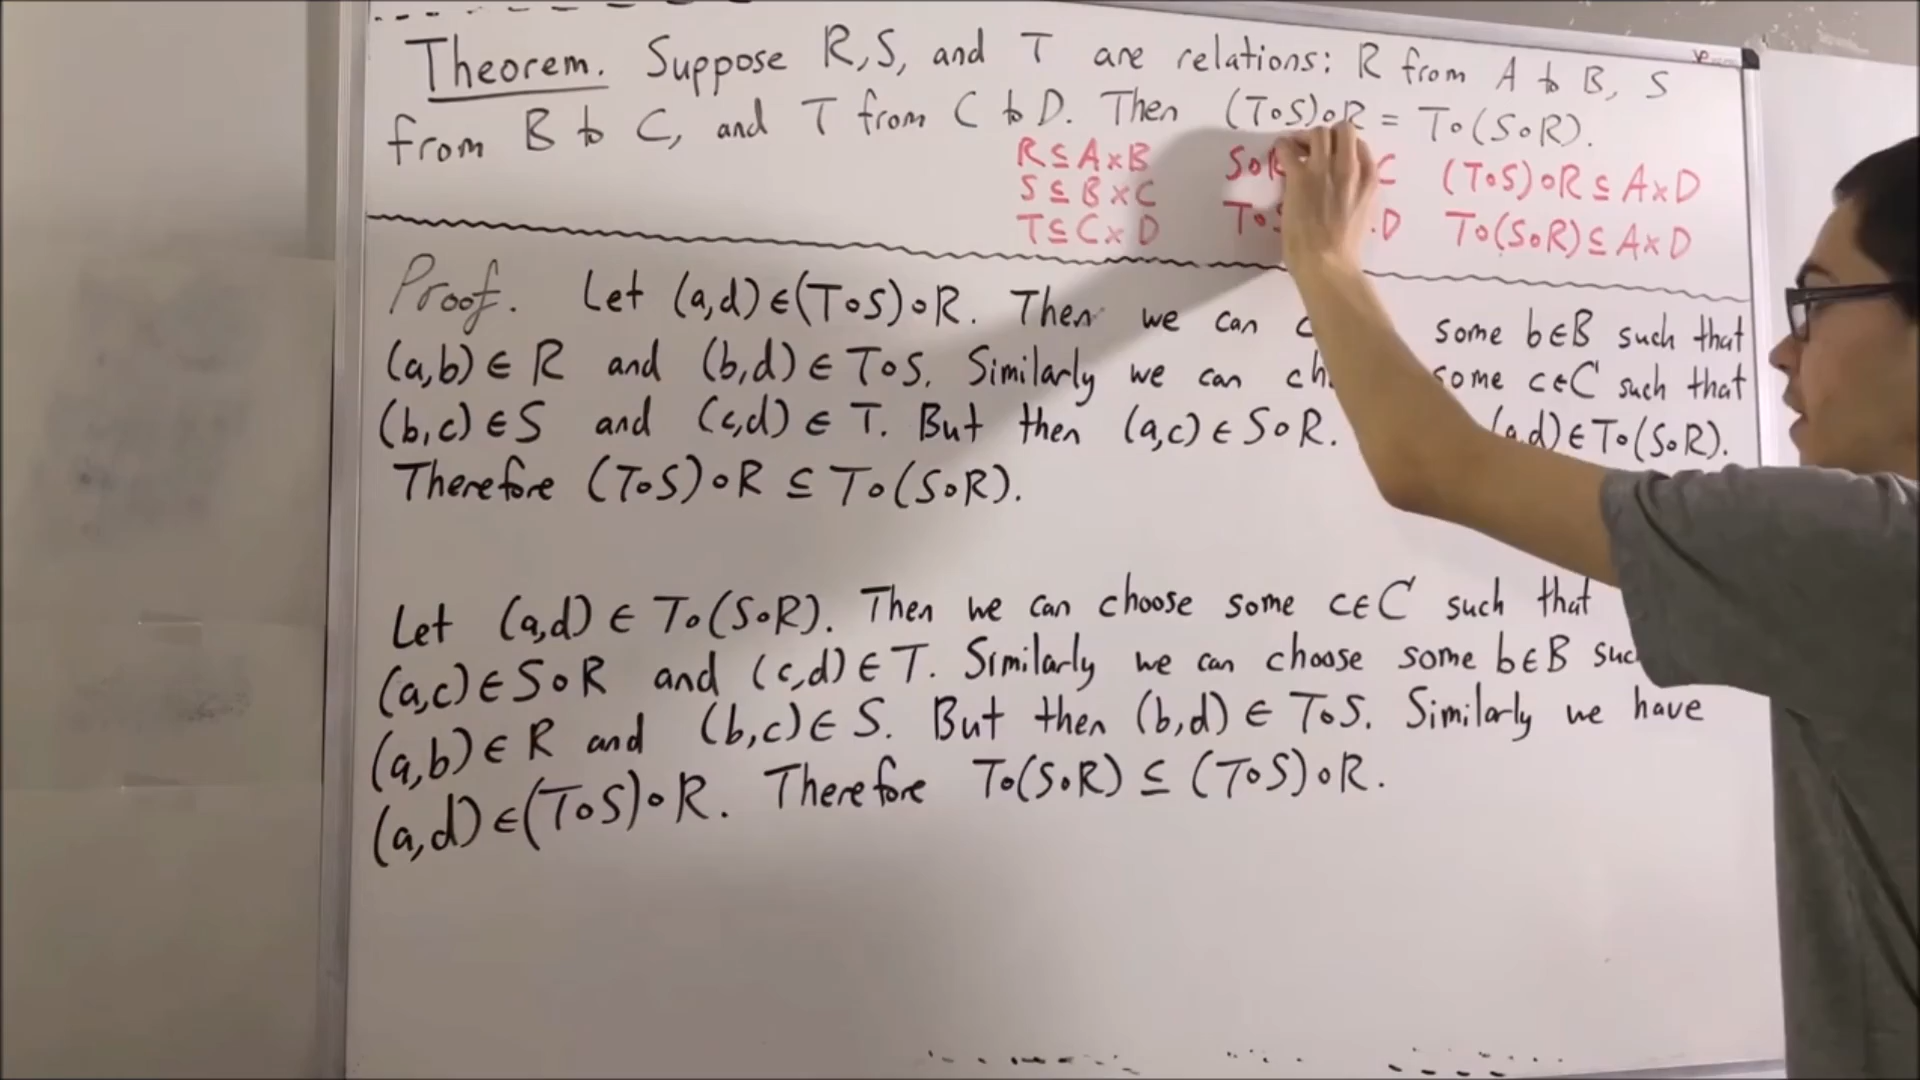 Theorem. Suppose R, S, and T are relations: R from A to B, S
from B to C, and T from C to D. Then (T∘S)∘R = T∘(S∘R).
R ⊆ A×B S∘R C (T∘S)∘R ⊆ A×D
S ⊆ B×C
T ⊆ C×D T∘S D T∘(S∘R) ⊆ A×D
Proof. Let (a,d) ∈ (T∘S)∘R. Then we can some b∈B such that
(a,b) ∈ R and (b,d) ∈ T∘S. Similarly we can some c∈C such that
(b,c) ∈ S and (c,d) ∈ T. But then (a,c) ∈ S∘R. (a,d) ∈ T∘(S∘R).
Therefore (T∘S)∘R ⊆ T∘(S∘R).
Let (a,d) ∈ T∘(S∘R). Then we can choose some c∈C such that
(a,c) ∈ S∘R and (c,d) ∈ T. Similarly we can choose some b∈B
(a,b) ∈ R and (b,c) ∈ S. But then (b,d) ∈ T∘S. Similarly we have
(a,d) ∈ (T∘S)∘R. Therefore T∘(S∘R) ⊆ (T∘S)∘R.